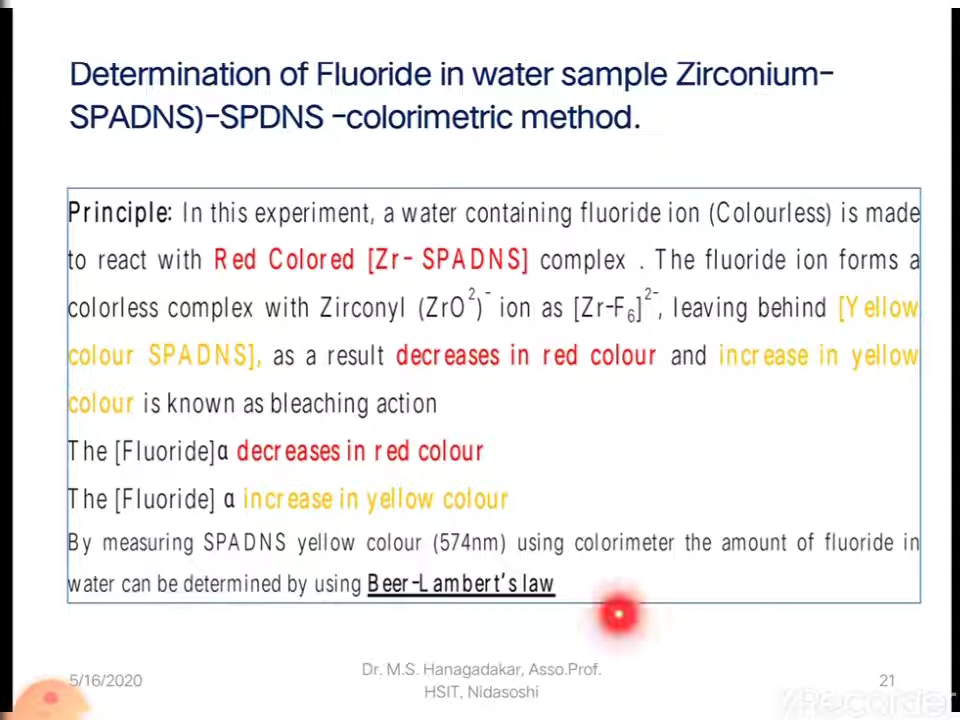 Determination of Fluoride in water sample Zirconium-
SPADNS)-SPDNS -colorimetric method.
Principle: In this experiment, a water containing fluoride ion (Colourless) is made
to react with Red Colored [Zr- SPADNS] complex . The fluoride ion forms a
colorless complex with Zirconyl (ZrO²)⁻ ion as [Zr-F₆]²⁻, leaving behind [Yellow
colour SPADNS], as a result decreases in red colour and increase in yellow
colour is known as bleaching action
The [Fluoride]α decreases in red colour
The [Fluoride] α increase in yellow colour
By measuring SPADNS yellow colour (574nm) using colorimeter the amount of fluoride in
water can be determined by using Beer-Lambert's law
5/16/2020
Dr. M.S. Hanagadakar, Asso.Prof.
HSIT, Nidasoshi
21